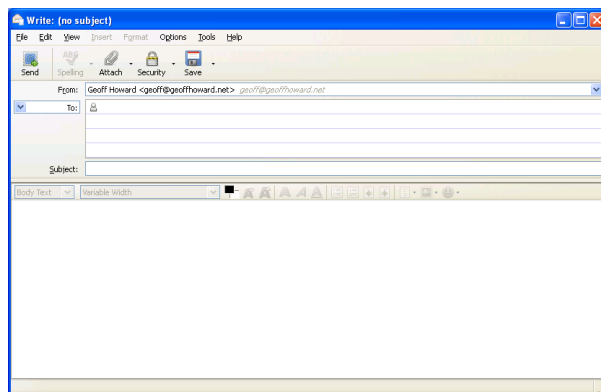 Write: (no subject)
File Edit View Insert Format Options Tools Help
ABC
Send Spelling Attach Security Save
From: Geoff Howard <geoff@geoffhoward.net> geoff@geoffhoward.net
To:
Subject:
Body Text Variable Width